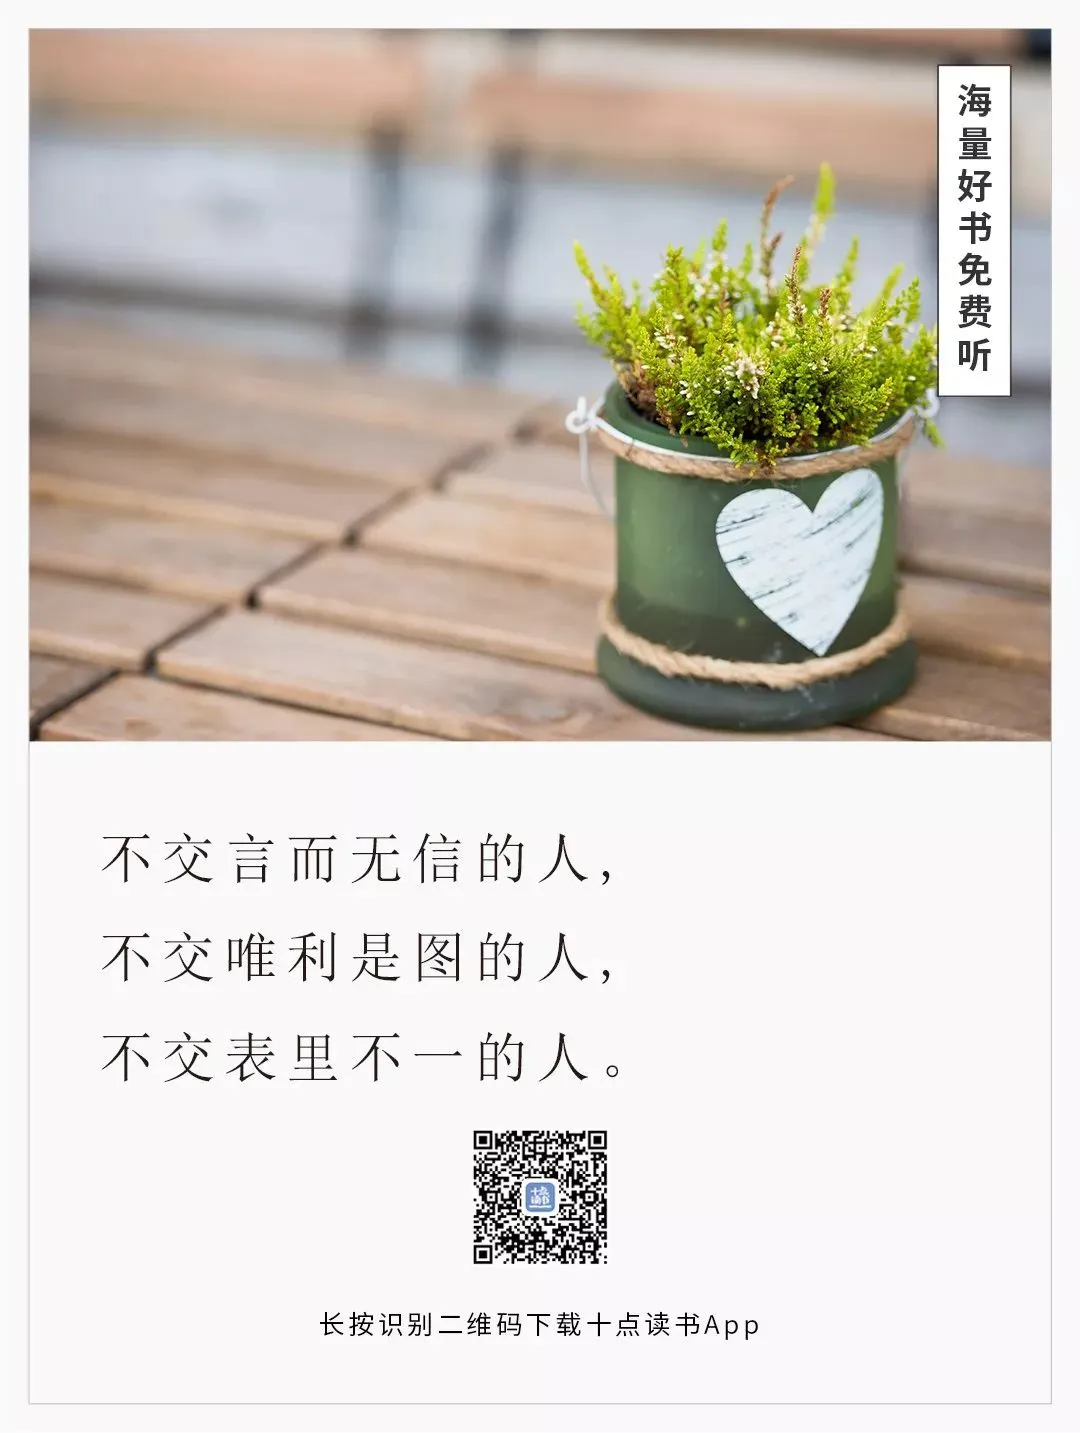 海量好书免费听
不交言而无信的人,
不交唯利是图的人,
不交表里不一的人。
长按识别二维码下载十点读书App